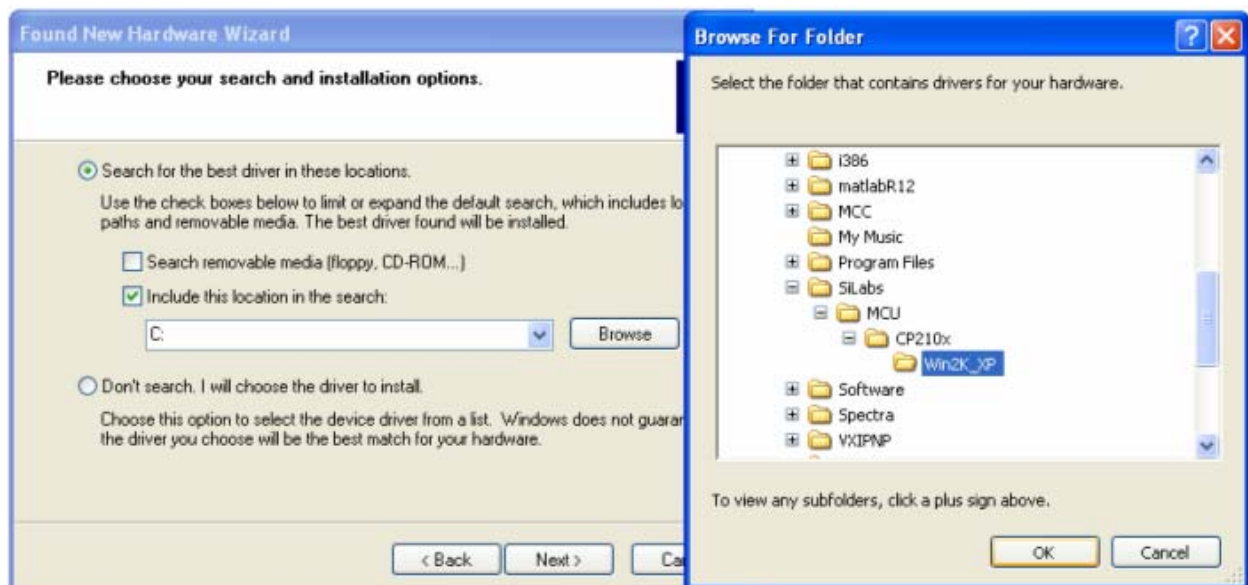 Found New Hardware Wizard
Please choose your search and installation options.
Search for the best driver in these locations.
Use the check boxes below to limit or expand the default search, which includes lo
paths and removable media. The best driver found will be installed.
Search removable media (floppy, CD-ROM...)
Include this location in the search:
C:
Browse
Don't search. I will choose the driver to install.
Choose this option to select the device driver from a list. Windows does not guarar
the driver you choose will be the best match for your hardware.
< Back
Next >
Ca
Browse For Folder
Select the folder that contains drivers for your hardware.
i386
matlabR12
MCC
My Music
Program Files
SiLabs
MCU
CP210x
Win2K_XP
Software
Spectra
VXIPNP
To view any subfolders, click a plus sign above.
OK
Cancel